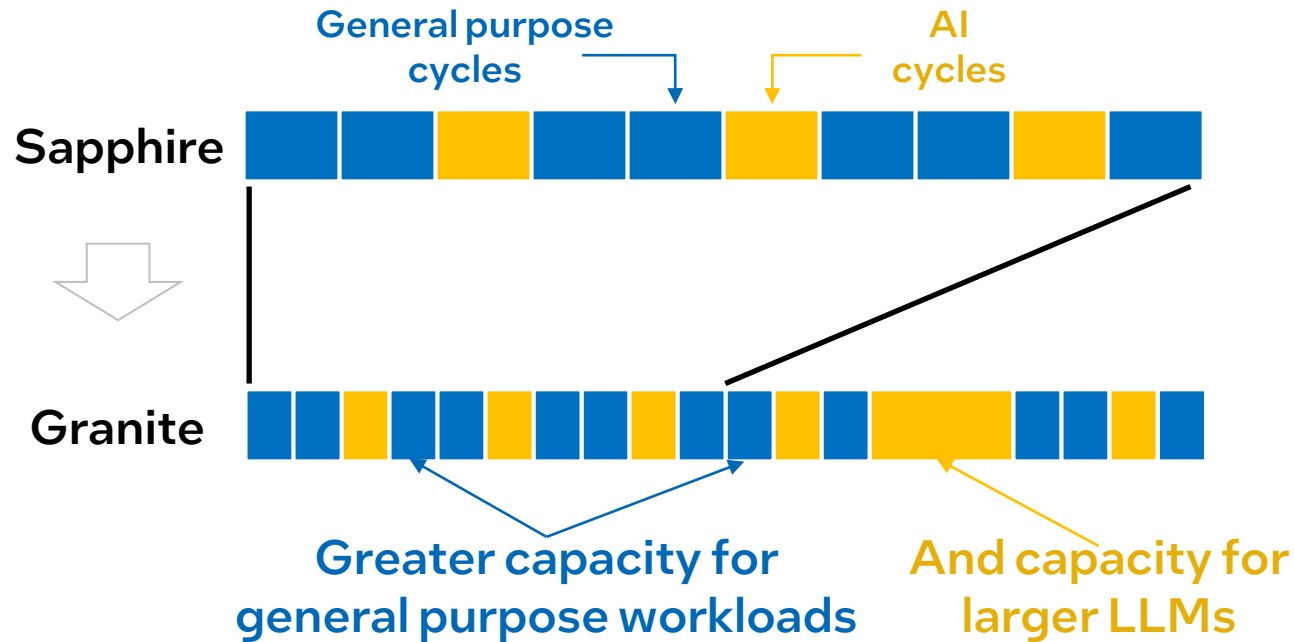 General purpose
cycles
AI
cycles
Sapphire
Granite
Greater capacity for
general purpose workloads
And capacity for
larger LLMs